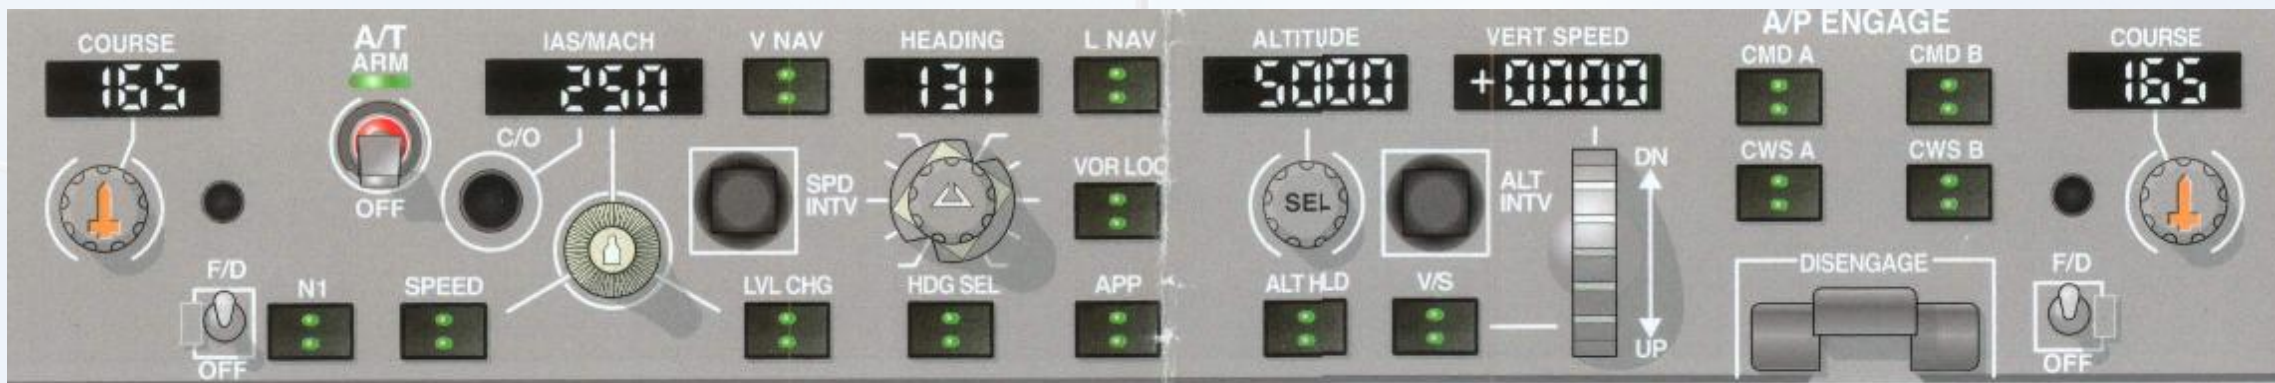 COURSE
165
A/T
ARM
OFF
IAS/MACH
250
C/O
V NAV
SPD
INTV
HEADING
131
L NAV
VOR LOC
F/D
OFF
N1
SPEED
LVL CHG
HDG SEL
APP
ALTITUDE
5000
SEL
VERT SPEED
+0000
ALT
INTV
DN
UP
ALT HLD
V/S
A/P ENGAGE
CMD A
CMD B
CWS A
CWS B
DISENGAGE
COURSE
165
F/D
OFF